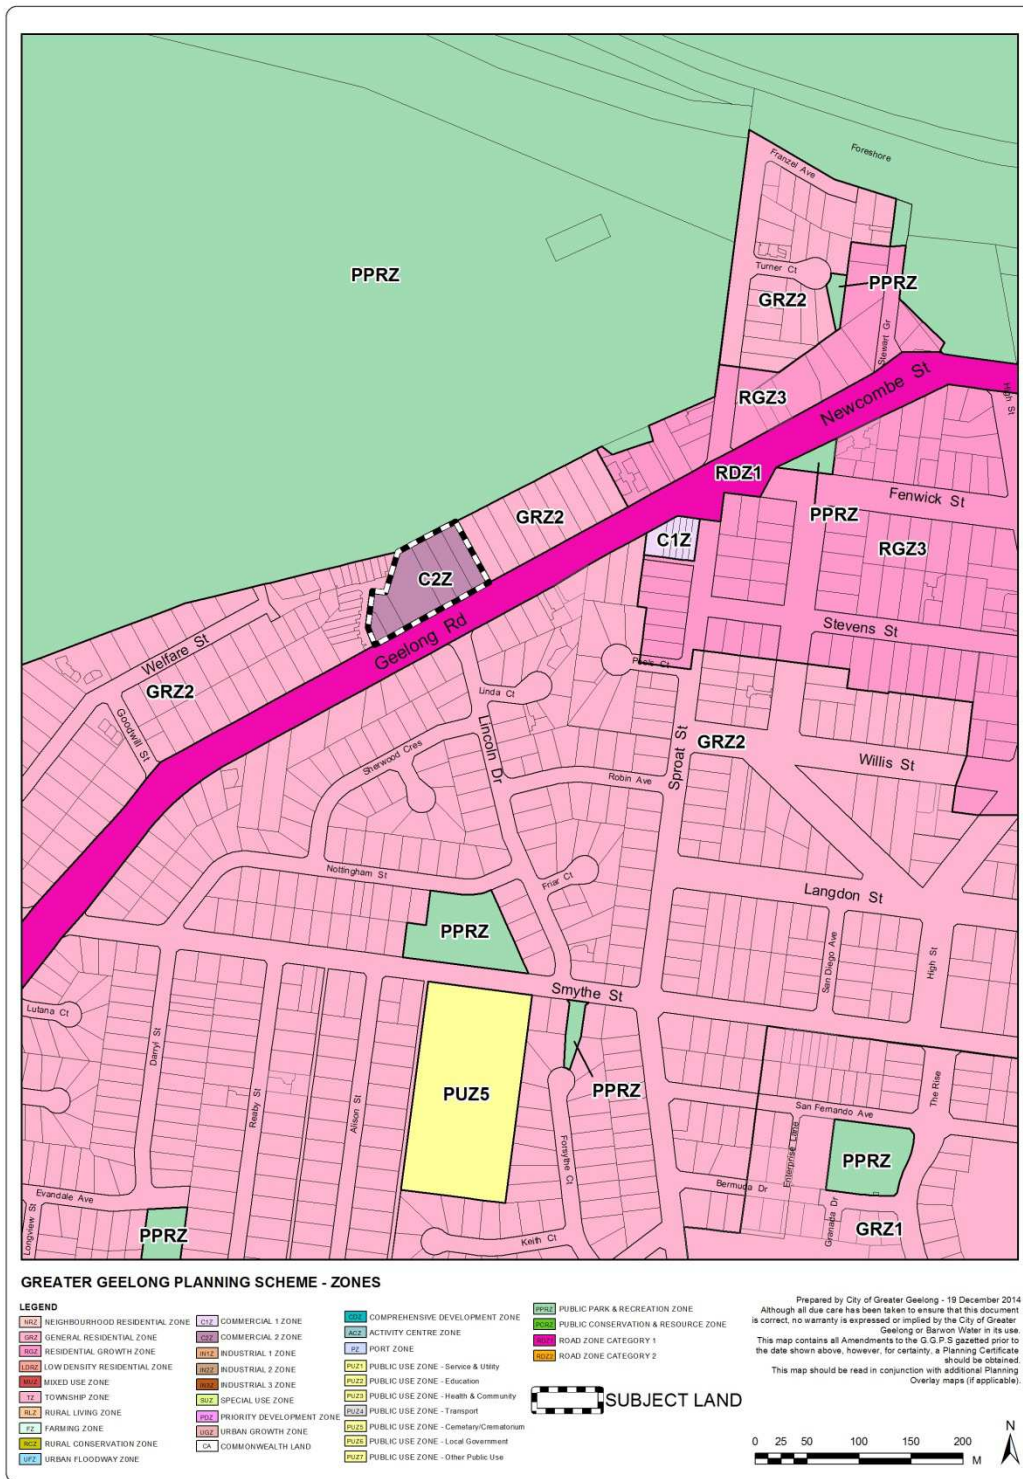 Foreshore
Franzel Ave
PPRZ
Turner Ct
PPRZ
GRZ2
Stewart Gr
Newcombe St
High St
RGZ3
RDZ1
Fenwick St
PPRZ
GRZ2
C1Z
RGZ3
C2Z
Geelong Rd
Stevens St
Welfare St
Peels Ct
GRZ2
Linda Ct
Goodwill St
Lincoln Dr
Sproat St
GRZ2
Sherwood Cres
Willis St
Robin Ave
Nottingham St
Friar Ct
Langdon St
PPRZ
San Diego Ave
High St
Smythe St
Lutana Ct
Darryl St
Reaby St
Alison St
PUZ5
PPRZ
The Rise
San Fernando Ave
Forsythe Ct
Enterprise Lane
PPRZ
Bermuda Dr
Evandale Ave
Longview St
PPRZ
Granada Dr
GRZ1
Keith Ct
GREATER GEELONG PLANNING SCHEME - ZONES
LEGEND
NRZ NEIGHBOURHOOD RESIDENTIAL ZONE
GRZ GENERAL RESIDENTIAL ZONE
RGZ RESIDENTIAL GROWTH ZONE
LDRZ LOW DENSITY RESIDENTIAL ZONE
MUZ MIXED USE ZONE
TZ TOWNSHIP ZONE
RLZ RURAL LIVING ZONE
FZ FARMING ZONE
RCZ RURAL CONSERVATION ZONE
UFZ URBAN FLOODWAY ZONE
C1Z COMMERCIAL 1 ZONE
C2Z COMMERCIAL 2 ZONE
IN1Z INDUSTRIAL 1 ZONE
IN2Z INDUSTRIAL 2 ZONE
IN3Z INDUSTRIAL 3 ZONE
SUZ SPECIAL USE ZONE
PDZ PRIORITY DEVELOPMENT ZONE
UGZ URBAN GROWTH ZONE
CA COMMONWEALTH LAND
CDZ COMPREHENSIVE DEVELOPMENT ZONE
ACZ ACTIVITY CENTRE ZONE
PZ PORT ZONE
PUZ1 PUBLIC USE ZONE - Service & Utility
PUZ2 PUBLIC USE ZONE - Education
PUZ3 PUBLIC USE ZONE - Health & Community
PUZ4 PUBLIC USE ZONE - Transport
PUZ5 PUBLIC USE ZONE - Cemetary/Crematorium
PUZ6 PUBLIC USE ZONE - Local Government
PUZ7 PUBLIC USE ZONE - Other Public Use
PPRZ PUBLIC PARK & RECREATION ZONE
PCRZ PUBLIC CONSERVATION & RESOURCE ZONE
RDZ1 ROAD ZONE CATEGORY 1
RDZ2 ROAD ZONE CATEGORY 2
SUBJECT LAND
Prepared by City of Greater Geelong - 19 December 2014
Although all due care has been taken to ensure that this document
is correct, no warranty is expressed or implied by the City of Greater
Geelong or Barwon Water in its use.
This map contains all Amendments to the G.G.P.S gazetted prior to
the date shown above, however, for certainty, a Planning Certificate
should be obtained.
This map should be read in conjunction with additional Planning
Overlay maps (if applicable).
N
0 25 50 100 150 200
M